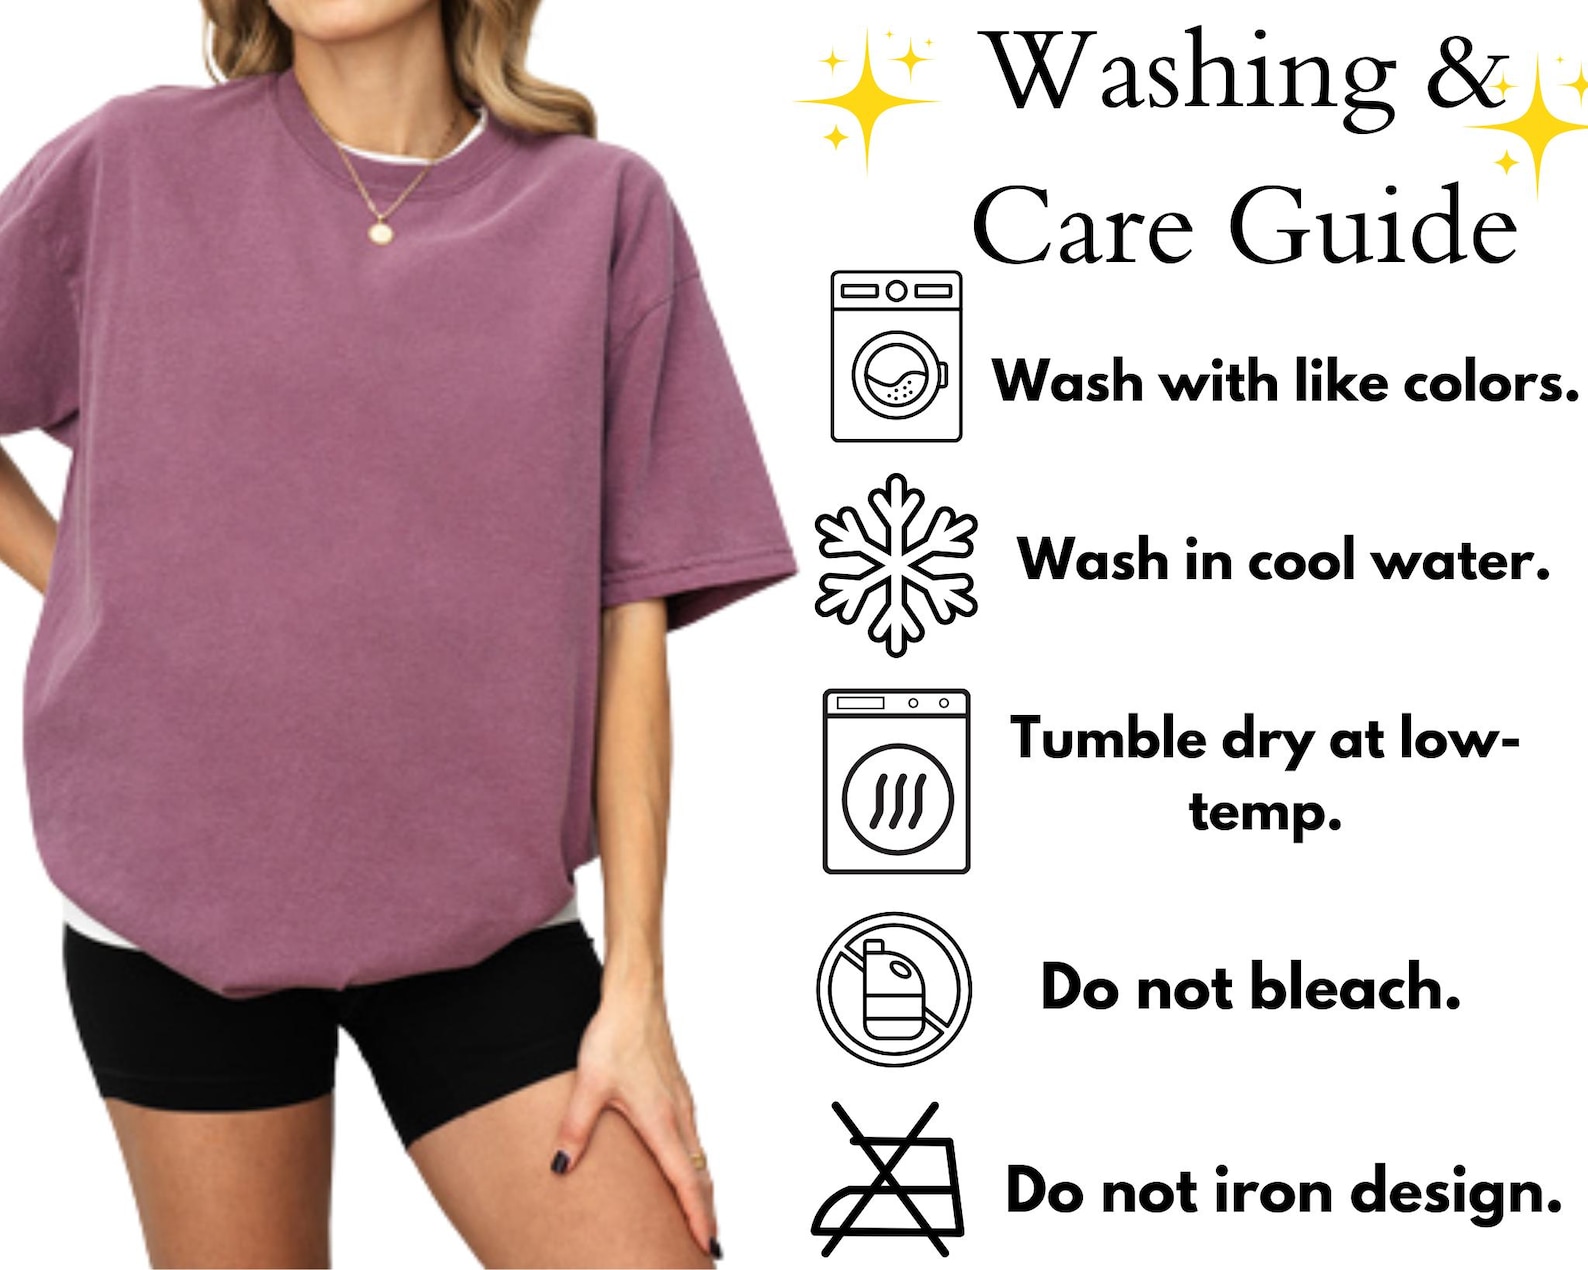 Washing &
Care Guide
Wash with like colors.
Wash in cool water.
Tumble dry at low-
temp.
Do not bleach.
Do not iron design.